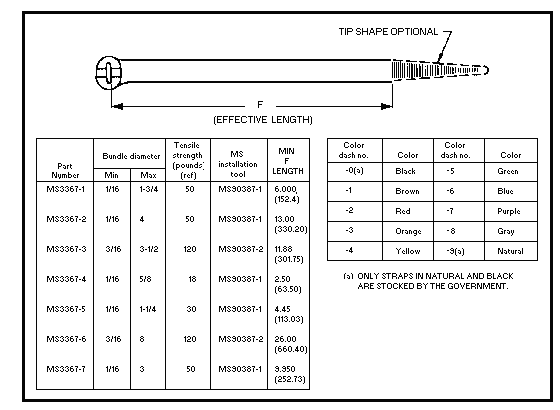 TIP SHAPE OPTIONAL
F
(EFFECTIVE LENGTH)
Part Number | Bundle diameter Min | Bundle diameter Max | Tensile strength (pounds) (ref) | MS installation tool | MIN F LENGTH
MS3367-1 1/16 1-3/4 50 MS90387-1 6.000 (152.4)
MS3367-2 1/16 4 50 MS90387-1 13.00 (330.20)
MS3367-3 3/16 3-1/2 120 MS90387-2 11.88 (301.75)
MS3367-4 1/16 5/8 18 MS90387-1 2.50 (63.50)
MS3367-5 1/16 1-1/4 30 MS90387-1 4.45 (113.03)
MS3367-6 3/16 8 120 MS90387-2 26.00 (660.40)
MS3367-7 1/16 3 50 MS90387-1 9.950 (252.73)
Color dash no. | Color | Color dash no. | Color
-0(a) Black -5 Green
-1 Brown -6 Blue
-2 Red -7 Purple
-3 Orange -8 Gray
-4 Yellow -9(a) Natural
(a) ONLY STRAPS IN NATURAL AND BLACK
ARE STOCKED BY THE GOVERNMENT.